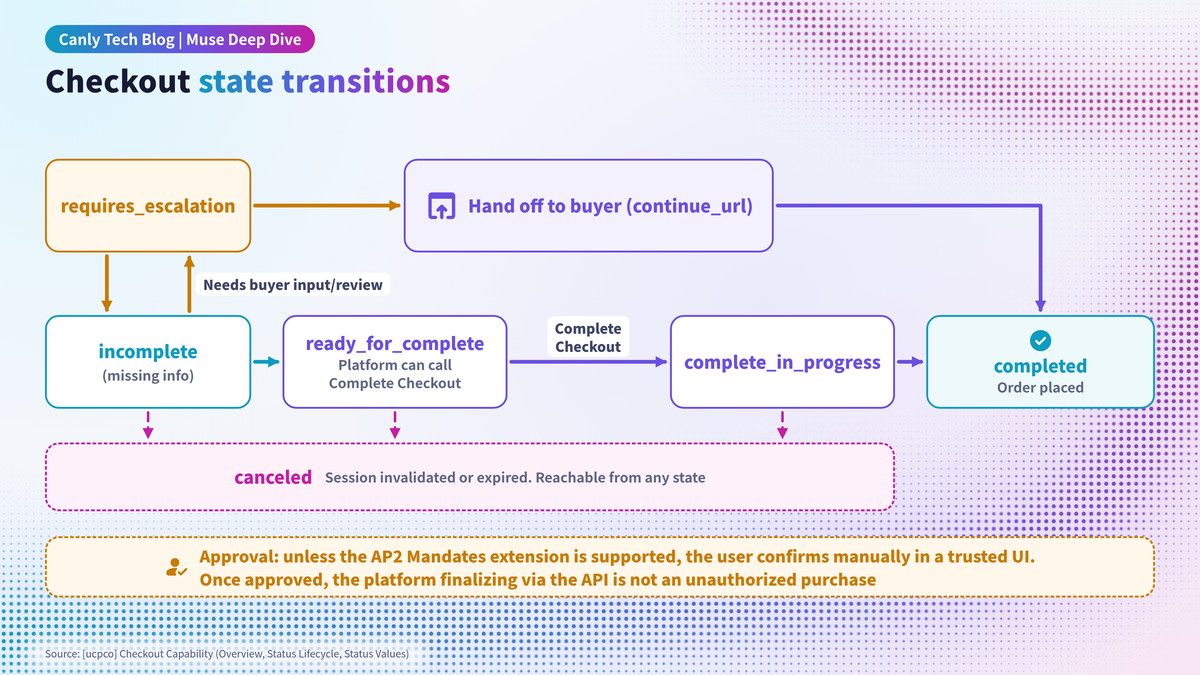 Canly Tech Blog | Muse Deep Dive
Checkout state transitions
requires_escalation
Hand off to buyer (continue_url)
Needs buyer input/review
incomplete
(missing info)
ready_for_complete
Platform can call
Complete Checkout
Complete
Checkout
complete_in_progress
completed
Order placed
canceled Session invalidated or expired. Reachable from any state
Approval: unless the AP2 Mandates extension is supported, the user confirms manually in a trusted UI.
Once approved, the platform finalizing via the API is not an unauthorized purchase
Source: [ucpco] Checkout Capability (Overview, Status Lifecycle, Status Values)